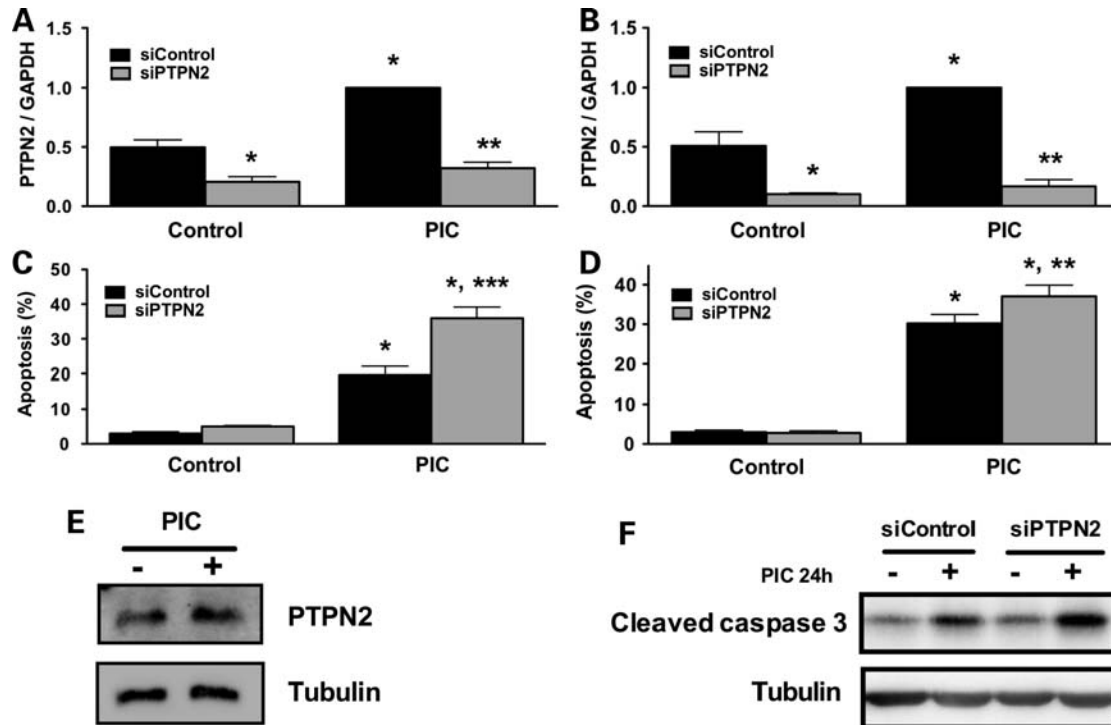 A
PTPN2 / GAPDH
1.5
1.0
0.5
0.0
siControl
siPTPN2
*
*
**
Control
PIC
B
PTPN2 / GAPDH
1.5
1.0
0.5
0.0
siControl
siPTPN2
*
*
**
Control
PIC
C
Apoptosis (%)
50
40
30
20
10
0
siControl
siPTPN2
*
*, ***
Control
PIC
D
Apoptosis (%)
40
30
20
10
0
siControl
siPTPN2
*
*, **
Control
PIC
E
PIC
- +
PTPN2
Tubulin
F
siControl siPTPN2
PIC 24h - + - +
Cleaved caspase 3
Tubulin